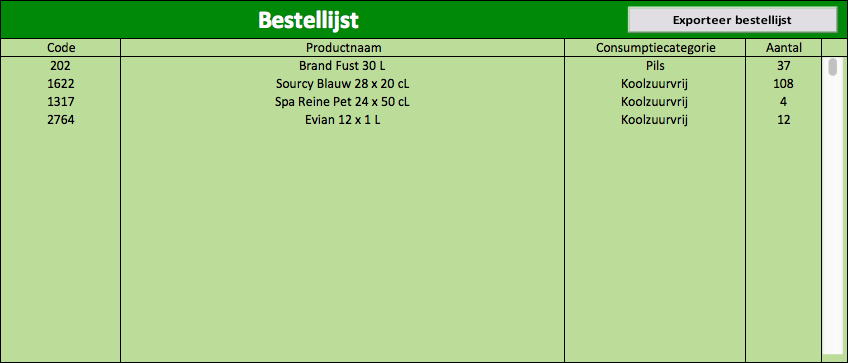 Bestellijst Exporteer bestellijst
Code Productnaam Consumptiecategorie Aantal
202 Brand Fust 30 L Pils 37
1622 Sourcy Blauw 28 x 20 cL Koolzuurvrij 108
1317 Spa Reine Pet 24 x 50 cL Koolzuurvrij 4
2764 Evian 12 x 1 L Koolzuurvrij 12